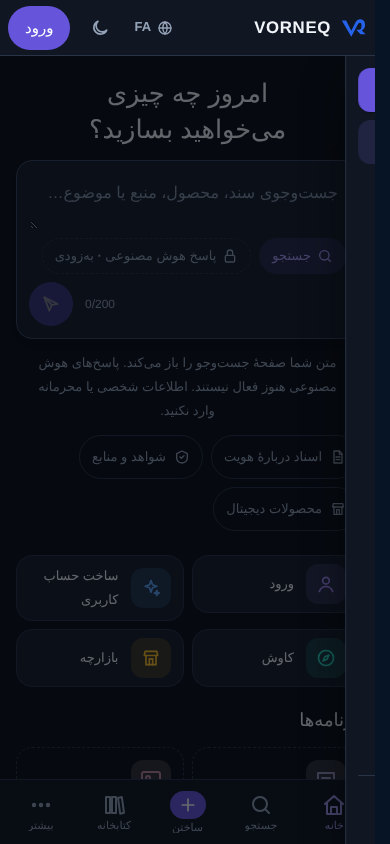 VORNEQ
FA
ورود
امروز چه چیزی
می‌خواهید بسازید؟
جست‌وجوی سند، محصول، منبع یا موضوع…
جستجو
پاسخ هوش مصنوعی · به‌زودی
0/200
متن شما صفحهٔ جست‌وجو را باز می‌کند. پاسخ‌های هوش
مصنوعی هنوز فعال نیستند. اطلاعات شخصی یا محرمانه
وارد نکنید.
اسناد دربارهٔ هویت
شواهد و منابع
محصولات دیجیتال
ورود
ساخت حساب
کاربری
کاوش
بازارچه
خانه
جستجو
ساختن
کتابخانه
بیشتر